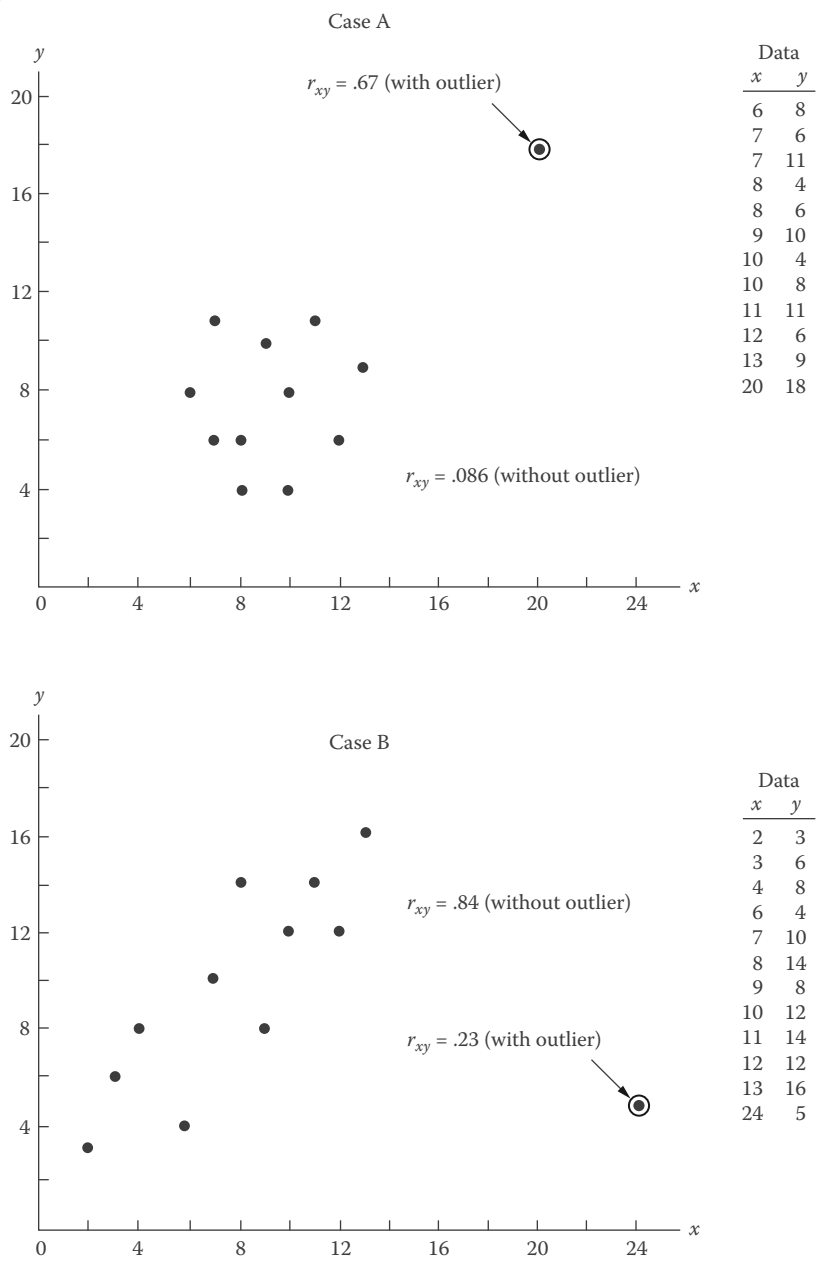 Case A
y
r_xy = .67 (with outlier)
20
16
12
8
4
r_xy = .086 (without outlier)
0 4 8 12 16 20 24 x
Data
x y
6 8
7 6
7 11
8 4
8 6
9 10
10 4
10 8
11 11
12 6
13 9
20 18
y
Case B
20
16
r_xy = .84 (without outlier)
12
8
r_xy = .23 (with outlier)
4
0 4 8 12 16 20 24 x
Data
x y
2 3
3 6
4 8
6 4
7 10
8 14
9 8
10 12
11 14
12 12
13 16
24 5